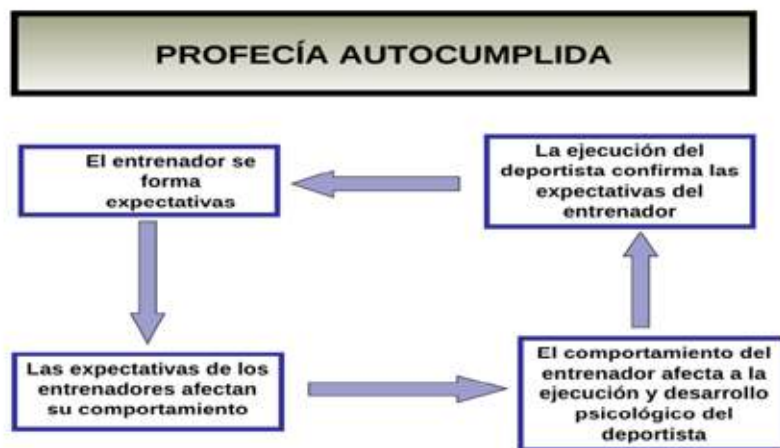 PROFECÍA AUTOCUMPLIDA
El entrenador se
forma
expectativas
La ejecución del
deportista confirma las
expectativas del
entrenador
Las expectativas de los
entrenadores afectan
su comportamiento
El comportamiento del
entrenador afecta a la
ejecución y desarrollo
psicológico del
deportista